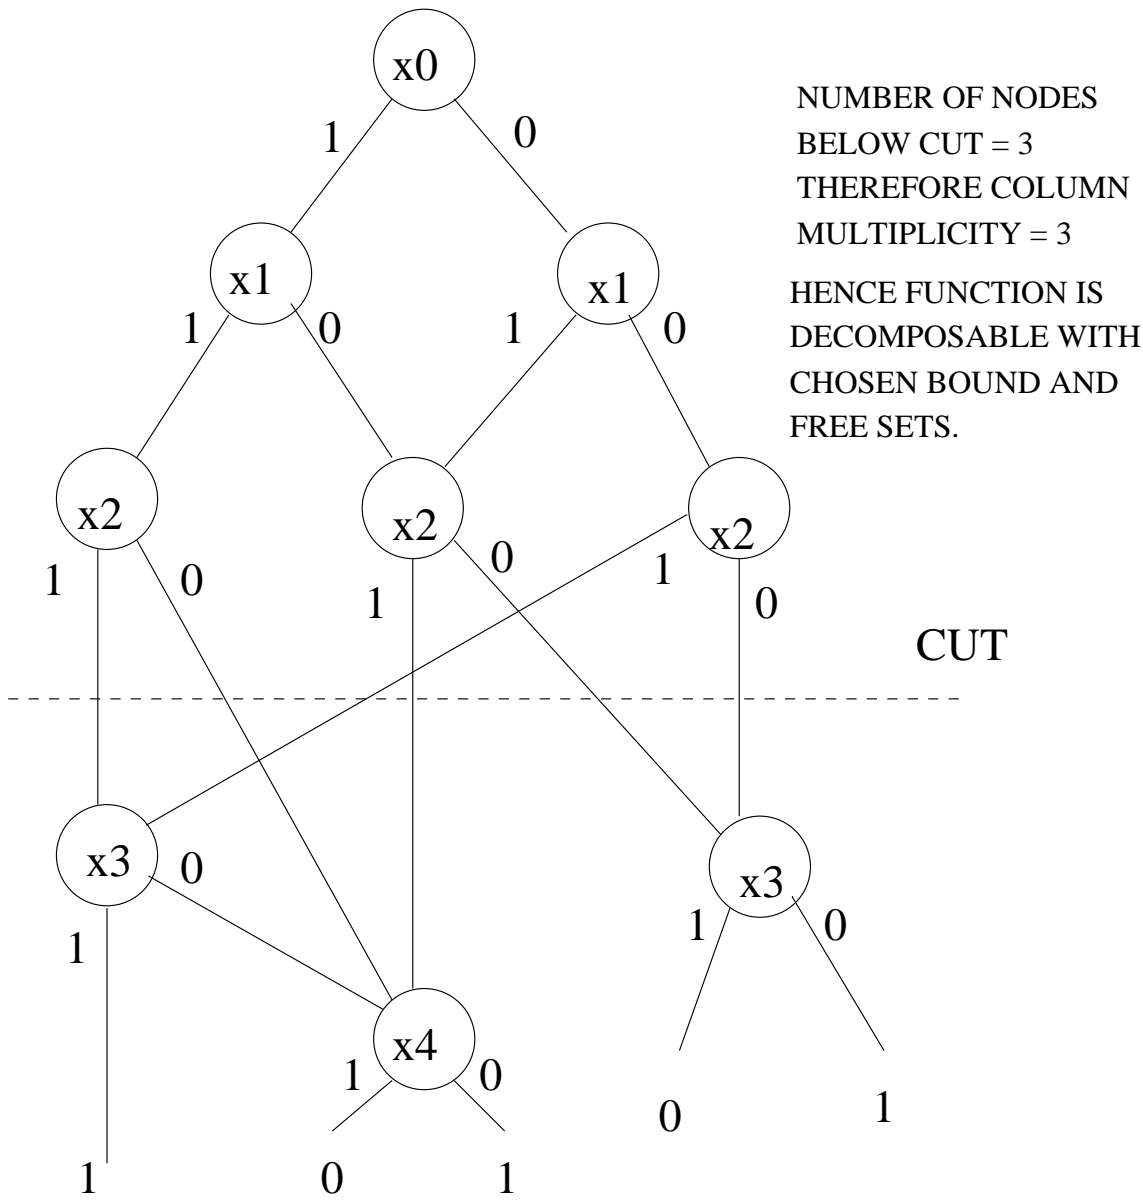 x0
NUMBER OF NODES
BELOW CUT = 3
THEREFORE COLUMN
MULTIPLICITY = 3
1 0
x1 x1
HENCE FUNCTION IS
DECOMPOSABLE WITH
CHOSEN BOUND AND
FREE SETS.
1 0 1 0
x2 x2 x2
1 0 1 0 1 0
CUT
x3 0 x3
1 1 0
x4
1 0
0 1
1 0 1